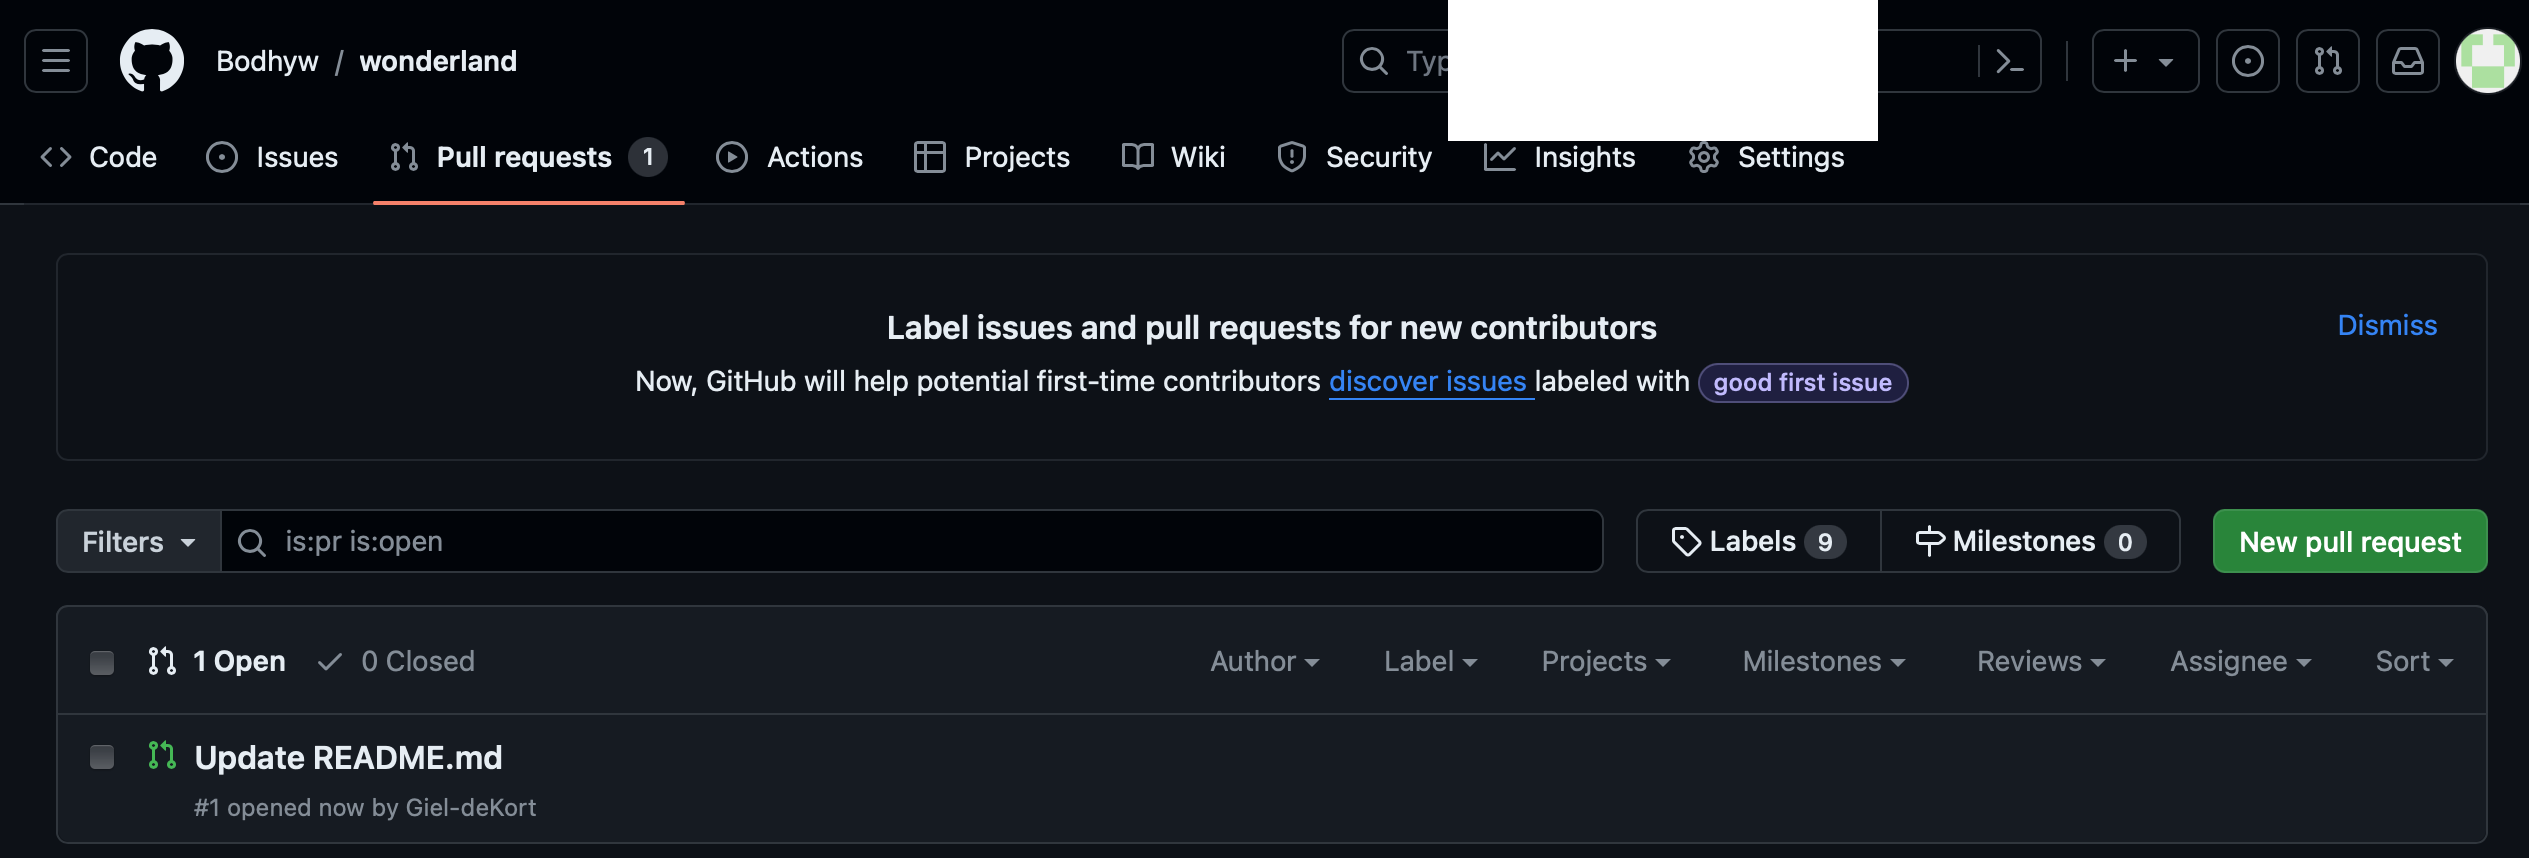 Bodhyw / wonderland
Code Issues Pull requests 1 Actions Projects Wiki Security Insights Settings
Label issues and pull requests for new contributors
Dismiss
Now, GitHub will help potential first-time contributors discover issues labeled with good first issue
Filters is:pr is:open Labels 9 Milestones 0 New pull request
1 Open 0 Closed Author Label Projects Milestones Reviews Assignee Sort
Update README.md
#1 opened now by Giel-deKort